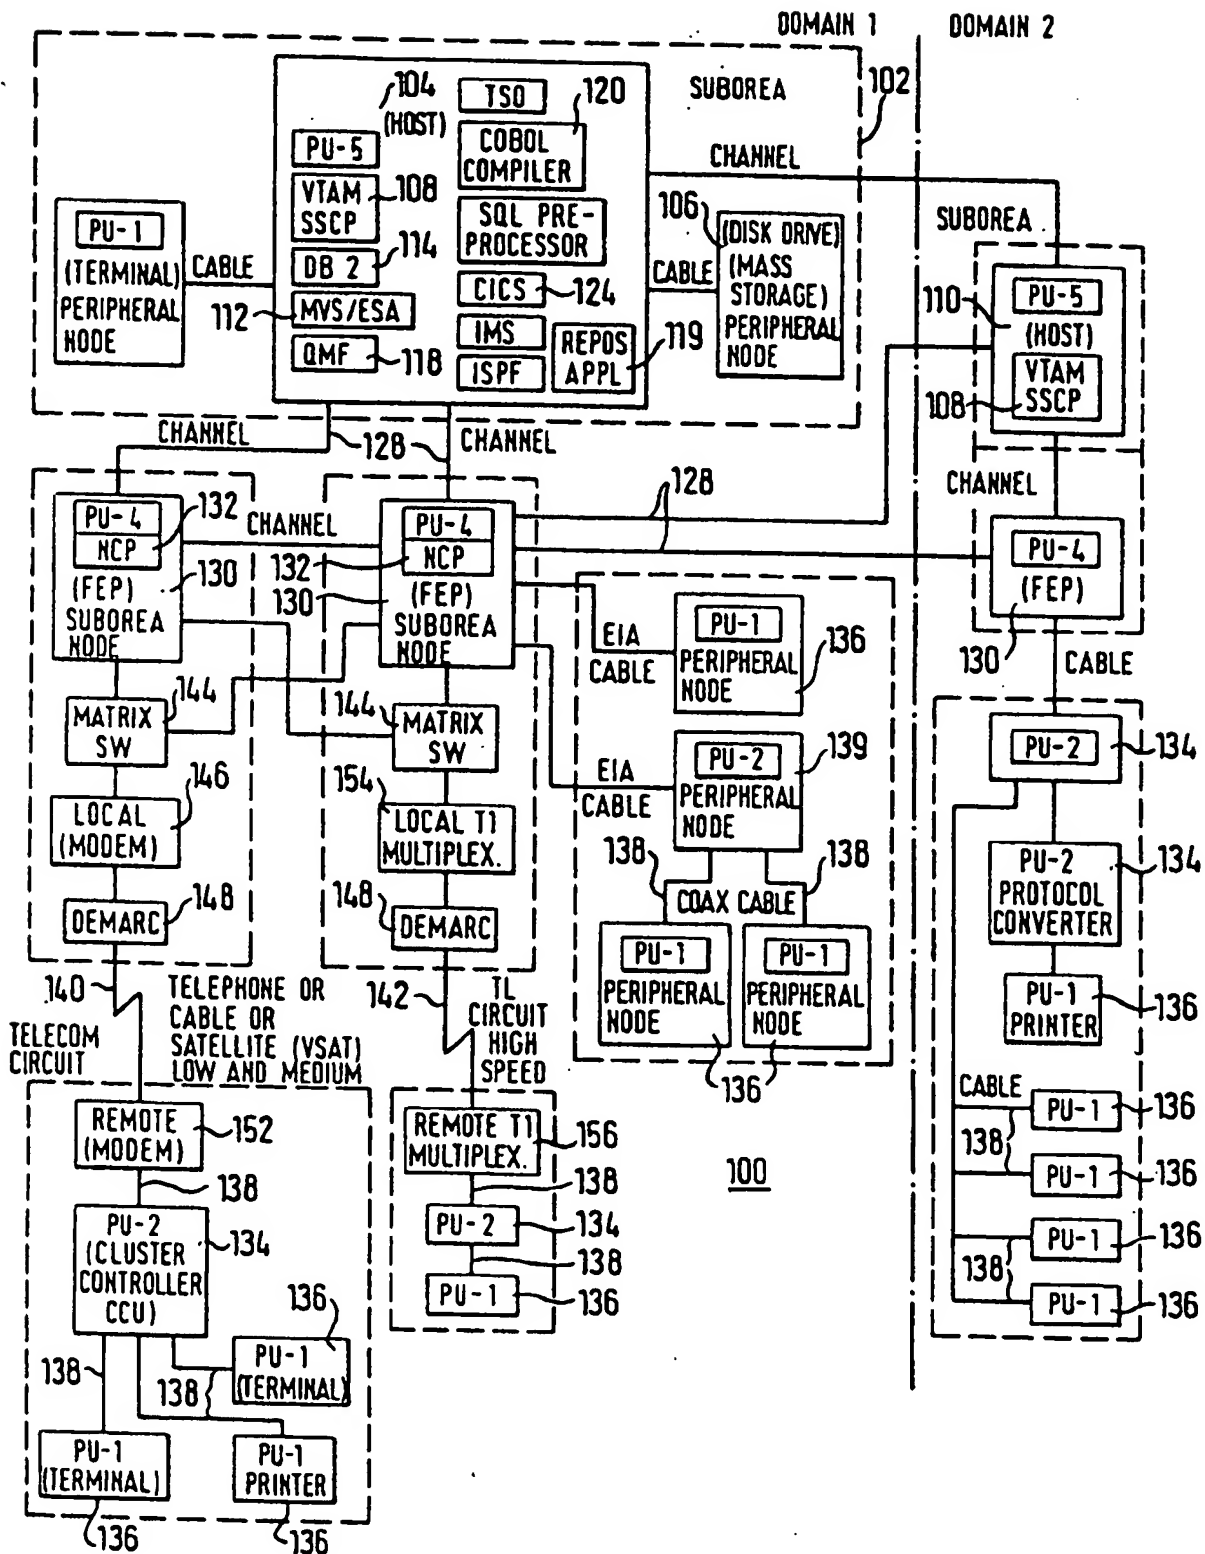 DOMAIN 1
DOMAIN 2
102
SUBOREA
104
(HOST)
TSO
120
COBOL
COMPILER
PU-5
VTAM
SSCP
108
SQL PRE-
PROCESSOR
DB 2
114
CICS
124
112
MVS/ESA
IMS
QMF
118
ISPF
REPOS
APPL
119
PU-1
(TERMINAL)
PERIPHERAL
NODE
CABLE
CHANNEL
CABLE
106
(DISK DRIVE)
(MASS
STORAGE)
PERIPHERAL
NODE
SUBOREA
110
PU-5
(HOST)
VTAM
SSCP
108
CHANNEL
128
CHANNEL
CHANNEL
PU-4
NCP
132
(FEP)
130
SUBOREA
NODE
CHANNEL
PU-4
NCP
132
(FEP)
130
SUBOREA
NODE
128
PU-4
(FEP)
130
CABLE
EIA
CABLE
PU-1
PERIPHERAL
NODE
136
144
MATRIX
SW
144
MATRIX
SW
EIA
CABLE
PU-2
PERIPHERAL
NODE
139
PU-2
134
146
LOCAL
(MODEM)
154
LOCAL T1
MULTIPLEX.
138
138
COAX CABLE
PU-2
PROTOCOL
CONVERTER
134
148
DEMARC
148
DEMARC
PU-1
PERIPHERAL
NODE
PU-1
PERIPHERAL
NODE
136
PU-1
PRINTER
136
140
TELECOM
CIRCUIT
TELEPHONE OR
CABLE OR
SATELLITE (VSAT)
LOW AND MEDIUM
142
TL
CIRCUIT
HIGH
SPEED
CABLE
PU-1
136
138
PU-1
136
PU-1
136
138
PU-1
136
REMOTE
(MODEM)
152
REMOTE T1
MULTIPLEX.
156
100
138
138
PU-2
(CLUSTER
CONTROLLER
CCU)
134
PU-2
134
138
PU-1
136
136
138
138
PU-1
(TERMINAL)
PU-1
(TERMINAL)
PU-1
PRINTER
136
136